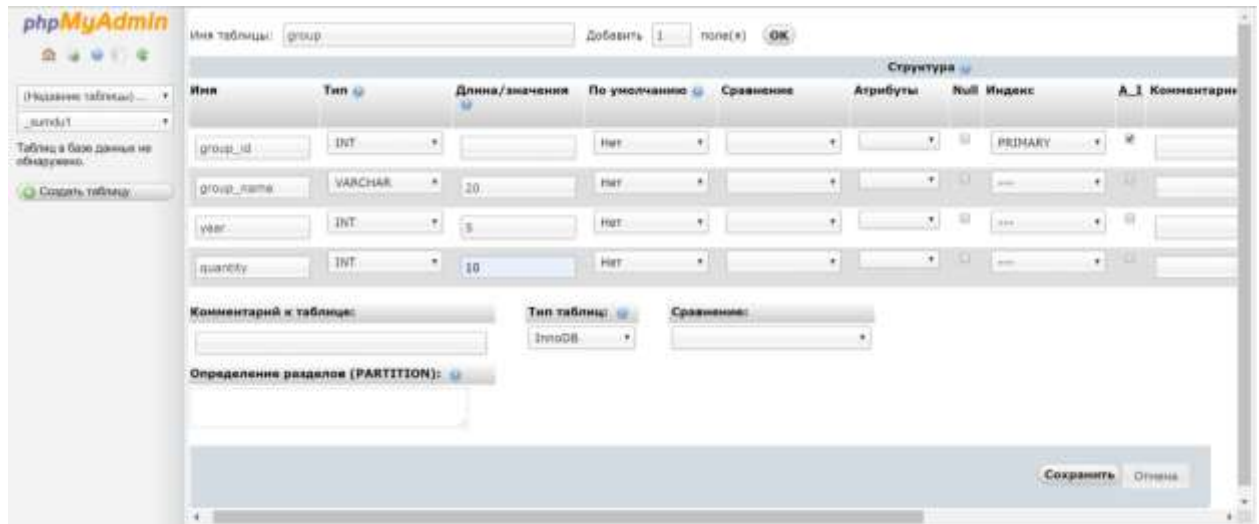 phpMyAdmin
(Недавние таблицы) ...
_sumdu1
Таблиц в базе данных не
обнаружено.
Создать таблицу
Имя таблицы: group Добавить 1 поле(я) OK
Структура
Имя Тип Длина/значения По умолчанию Сравнение Атрибуты Null Индекс A_I Комментарии
group_id INT Нет PRIMARY
group_name VARCHAR 20 Нет ---
year INT 5 Нет ---
quantity INT 10 Нет ---
Комментарий к таблице: Тип таблиц: Сравнение:
InnoDB
Определение разделов (PARTITION):
Сохранить Отмена